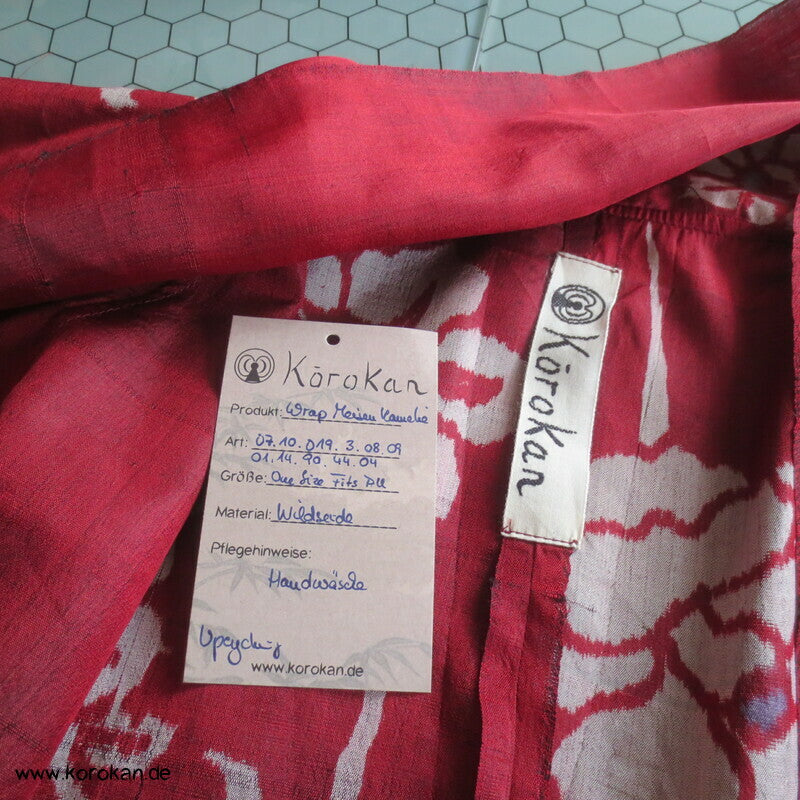 Kōrokan
Produkt: Wrap Meisen Kamelie
Art: 07.10.019.3.08.09
01.14.90.44.04
Größe: One Size Fits All
Material: Wildseide
Pflegehinweise:
Handwäsche
Upcycling
www.korokan.de
Kōrokan
www.korokan.de